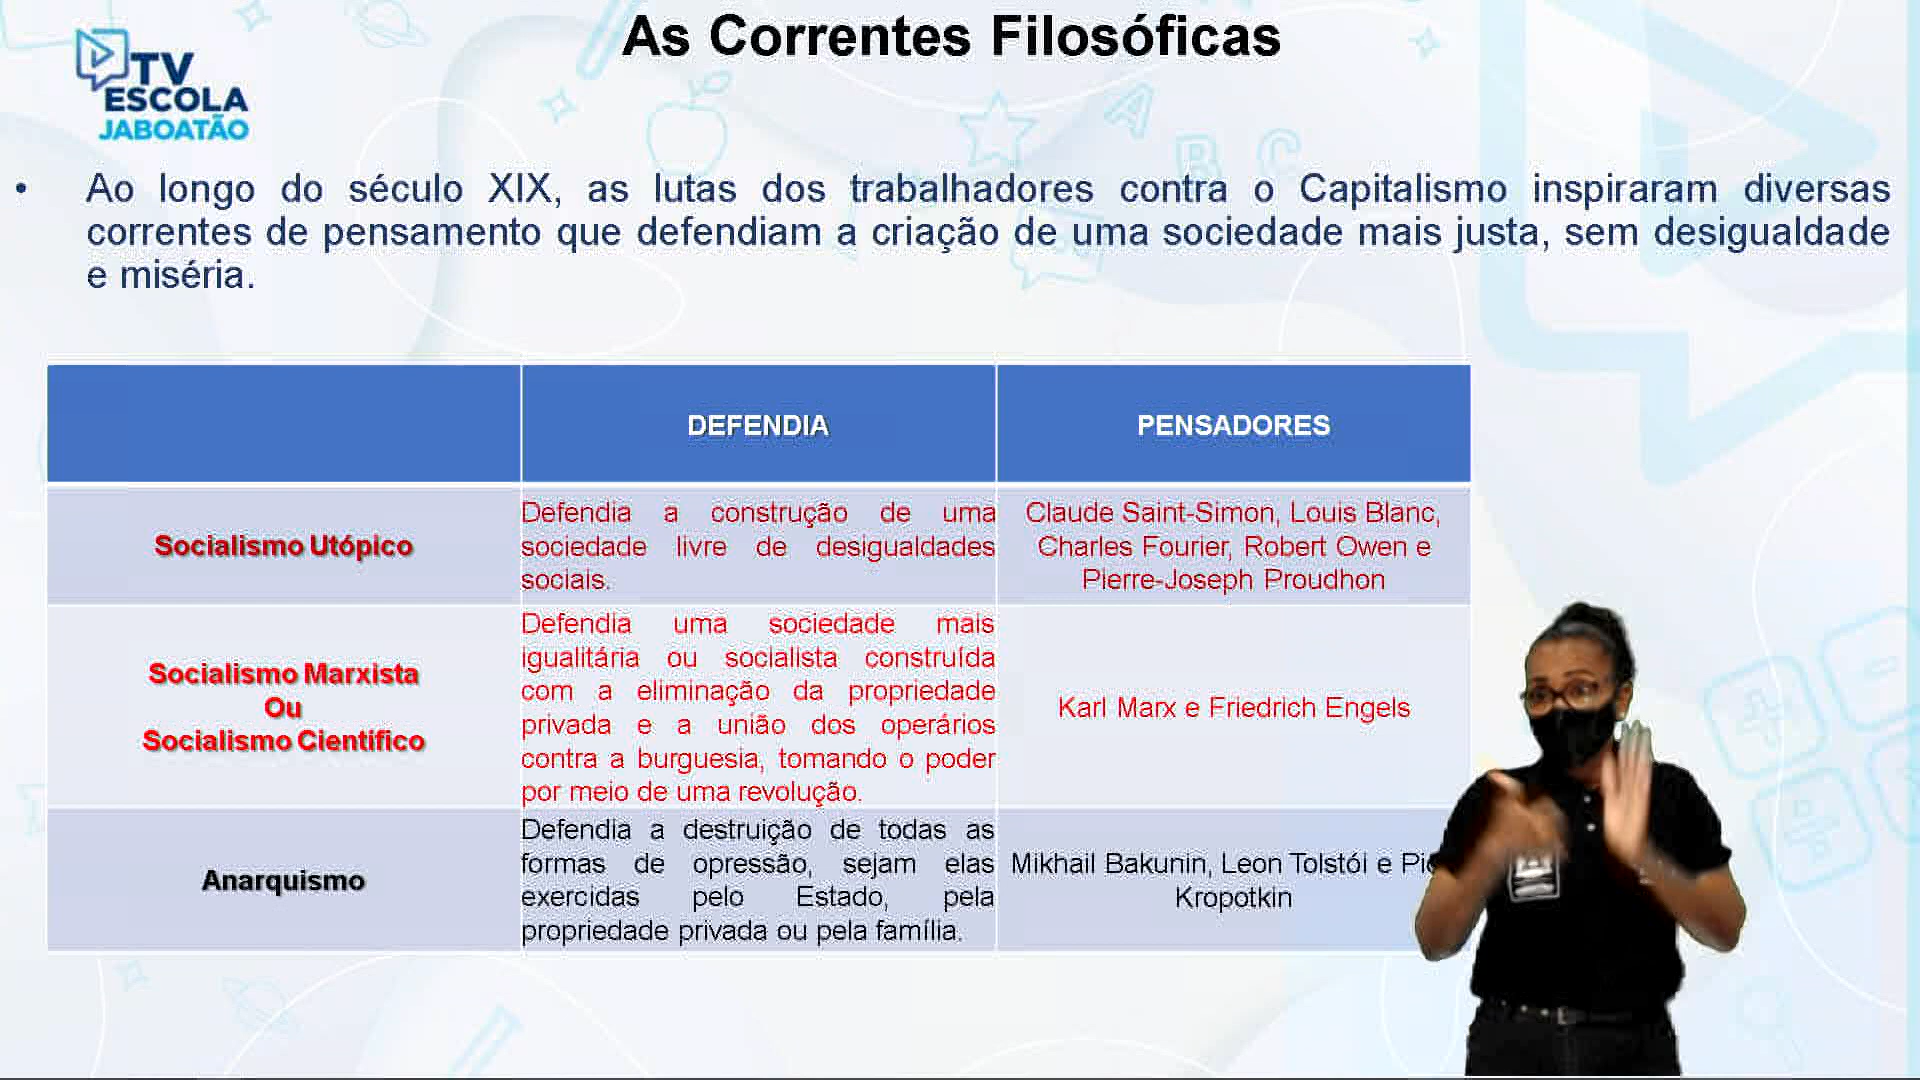 As Correntes Filosóficas
TV
ESCOLA
JABOATÃO
• Ao longo do século XIX, as lutas dos trabalhadores contra o Capitalismo inspiraram diversas
correntes de pensamento que defendiam a criação de uma sociedade mais justa, sem desigualdade
e miséria.
DEFENDIA
PENSADORES
Socialismo Utópico
Defendia a construção de uma
sociedade livre de desigualdades
sociais.
Claude Saint-Simon, Louis Blanc,
Charles Fourier, Robert Owen e
Pierre-Joseph Proudhon
Socialismo Marxista
Ou
Socialismo Científico
Defendia uma sociedade mais
igualitária ou socialista construída
com a eliminação da propriedade
privada e a união dos operários
contra a burguesia, tomando o poder
por meio de uma revolução.
Karl Marx e Friedrich Engels
Anarquismo
Defendia a destruição de todas as
formas de opressão, sejam elas
exercidas pelo Estado, pela
propriedade privada ou pela família.
Mikhail Bakunin, Leon Tolstói e
Kropotkin
A
B C